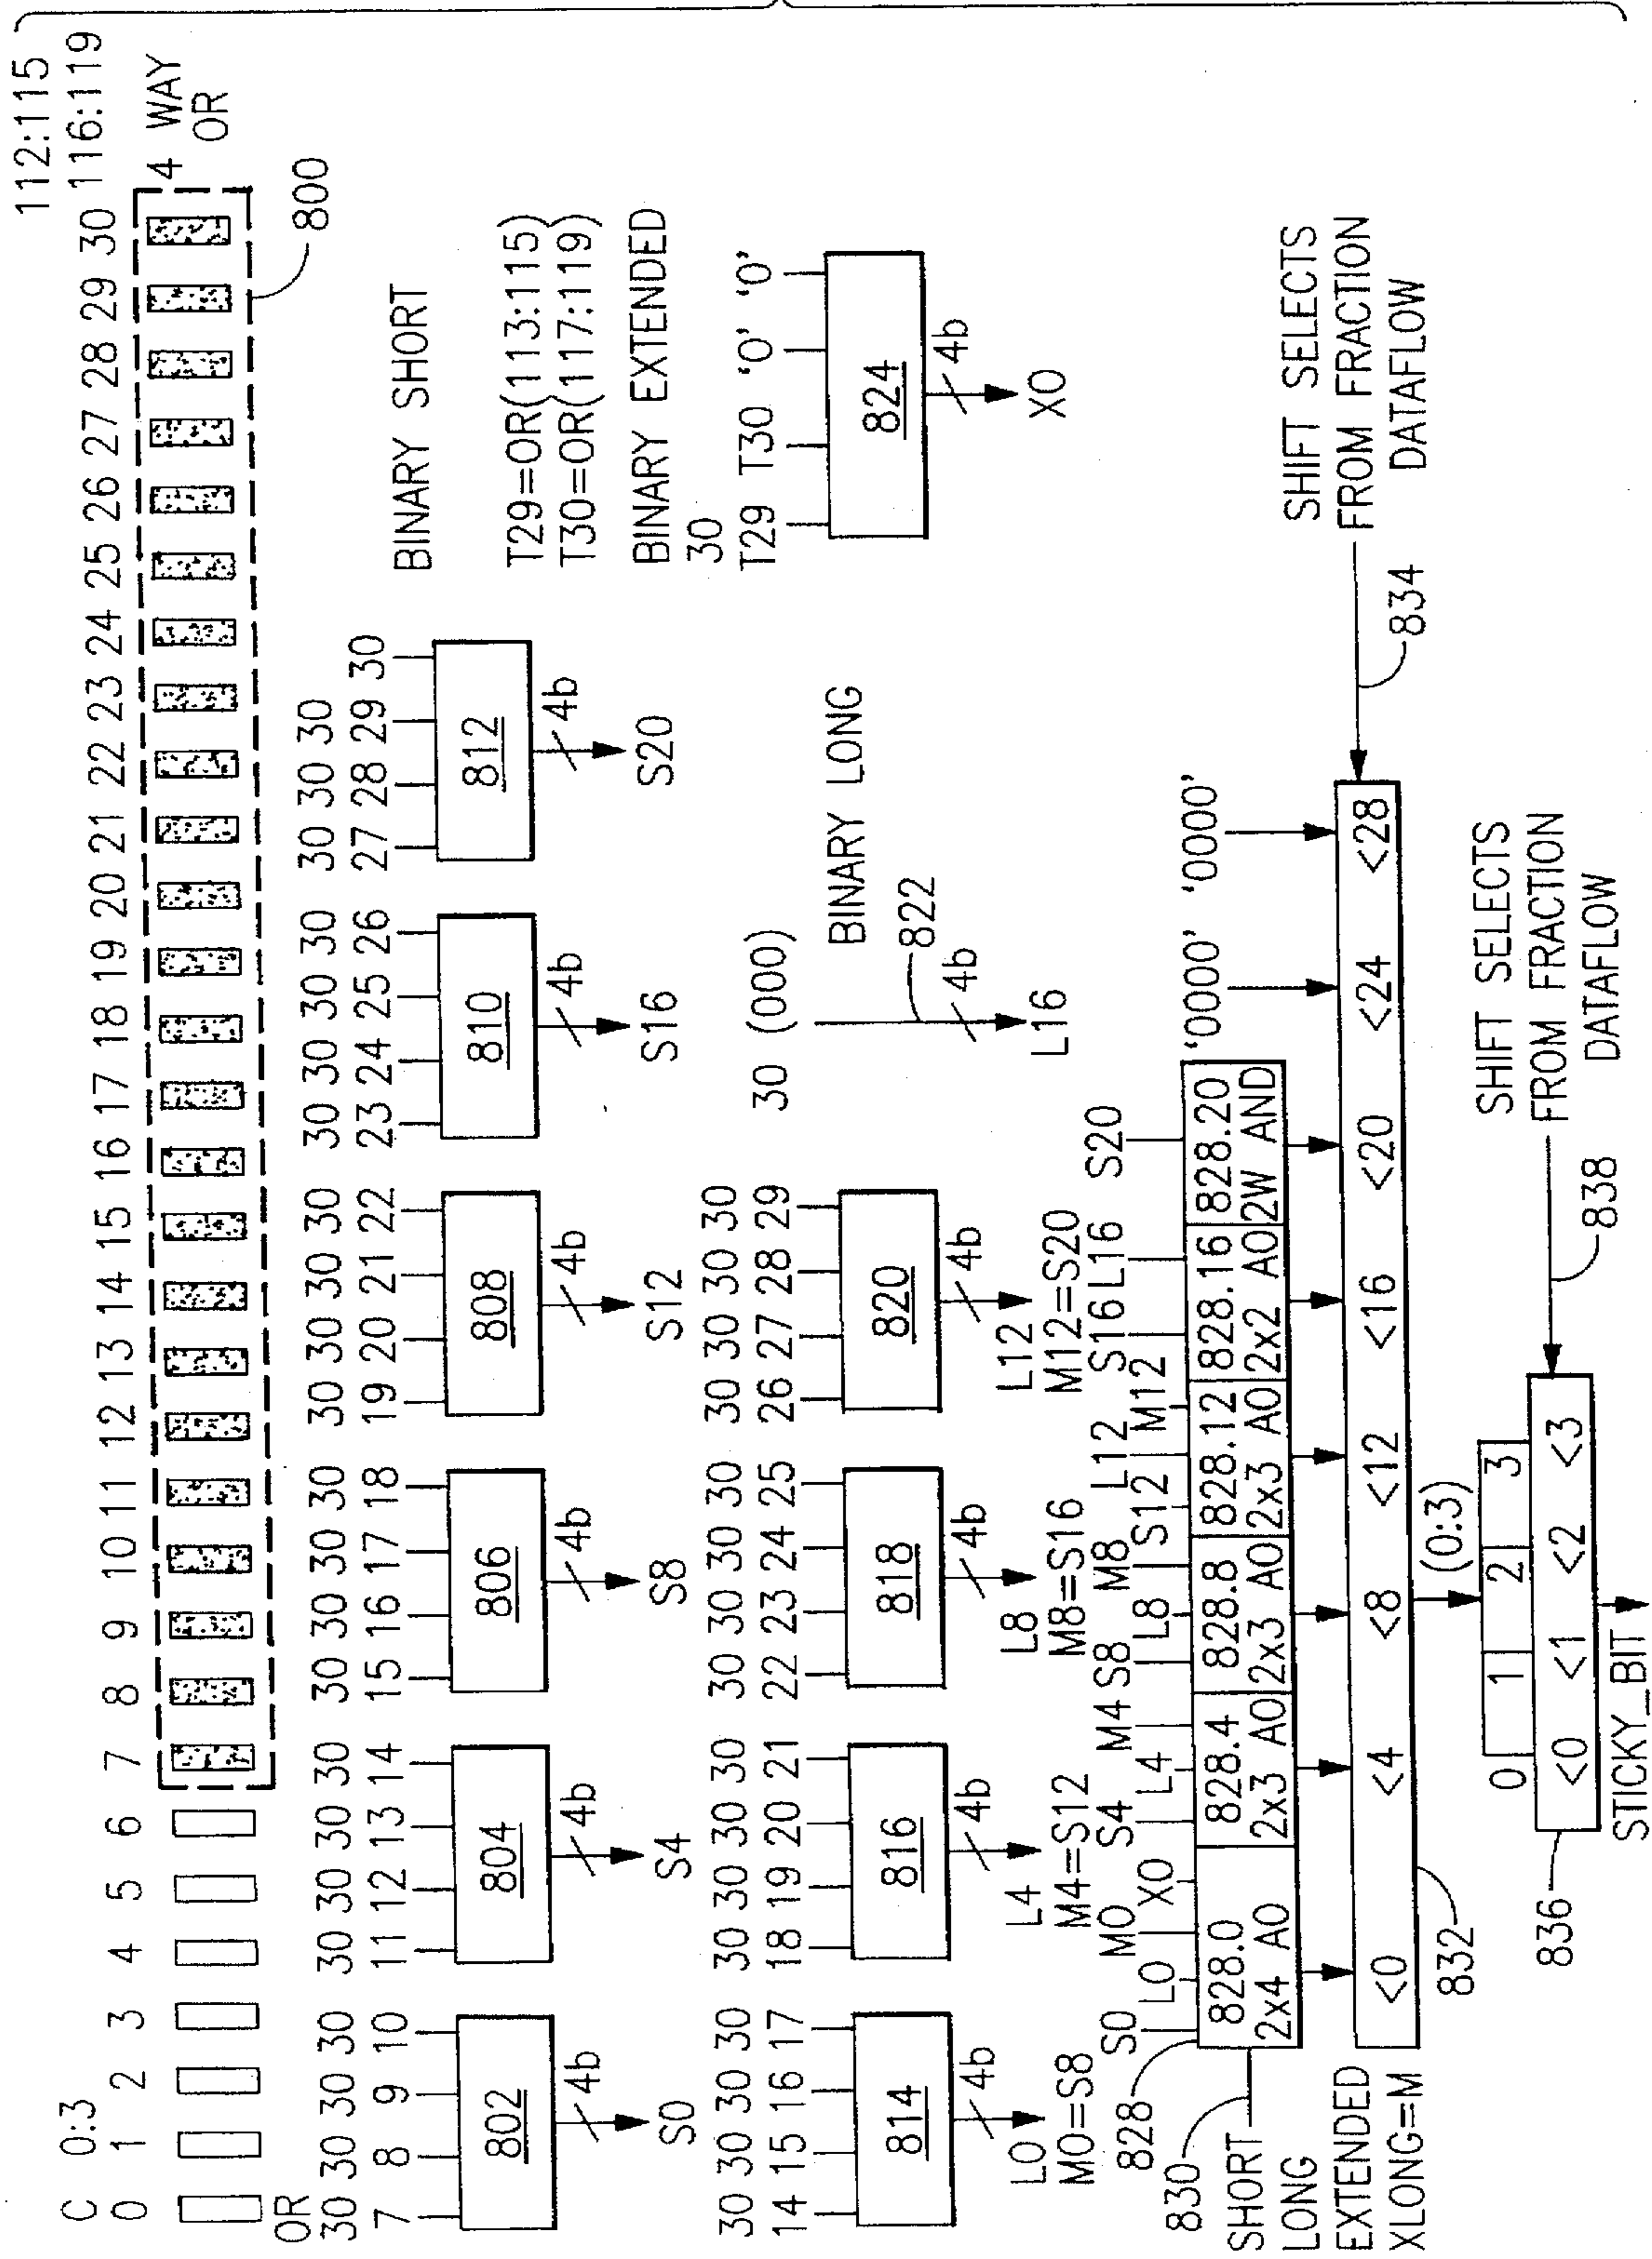 112:115
C 0:3 116:119
0 1 2 3 4 5 6 7 8 9 10 11 12 13 14 15 16 17 18 19 20 21 22 23 24 25 26 27 28 29 30
4 WAY
OR
800
OR
30 30 30 30
7 8 9 10
802
4b
S0
30 30 30 30
11 12 13 14
804
4b
S4
30 30 30 30
15 16 17 18
806
4b
S8
30 30 30 30
19 20 21 22
808
4b
S12
30 30 30 30
23 24 25 26
810
4b
S16
30 30 30
27 28 29 30
812
4b
S20
BINARY SHORT
T29=OR(113:115)
T30=OR(117:119)
BINARY EXTENDED
30
T29 T30 '0' '0'
824
4b
X0
30 30 30 30
14 15 16 17
814
4b
L0
M0=S8
30 30 30 30
18 19 20 21
816
4b
L4
M4=S12
30 30 30 30
22 23 24 25
818
4b
L8
M8=S16
30 30 30 30
26 27 28 29
820
4b
L12
M12=S20
30 (000)
BINARY LONG
822
4b
L16
828
830
SHORT
LONG
EXTENDED
XLONG=M
S0 L0 M0 X0
828.0
2x4 AO
S4 L4 M4
828.4
2x3 AO
S8 L8 M8
828.8
2x3 AO
S12 L12 M12
828.12
2x3 AO
S16 L16
828.16
2x2 AO
S20
828.20
2W AND
'0000' '0000'
<0 <4 <8 <12 <16 <20 <24 <28
832
SHIFT SELECTS
FROM FRACTION
DATAFLOW
834
(0:3)
0 1 2 3
<0 <1 <2 <3
836
SHIFT SELECTS
FROM FRACTION
DATAFLOW
838
STICKY_BIT